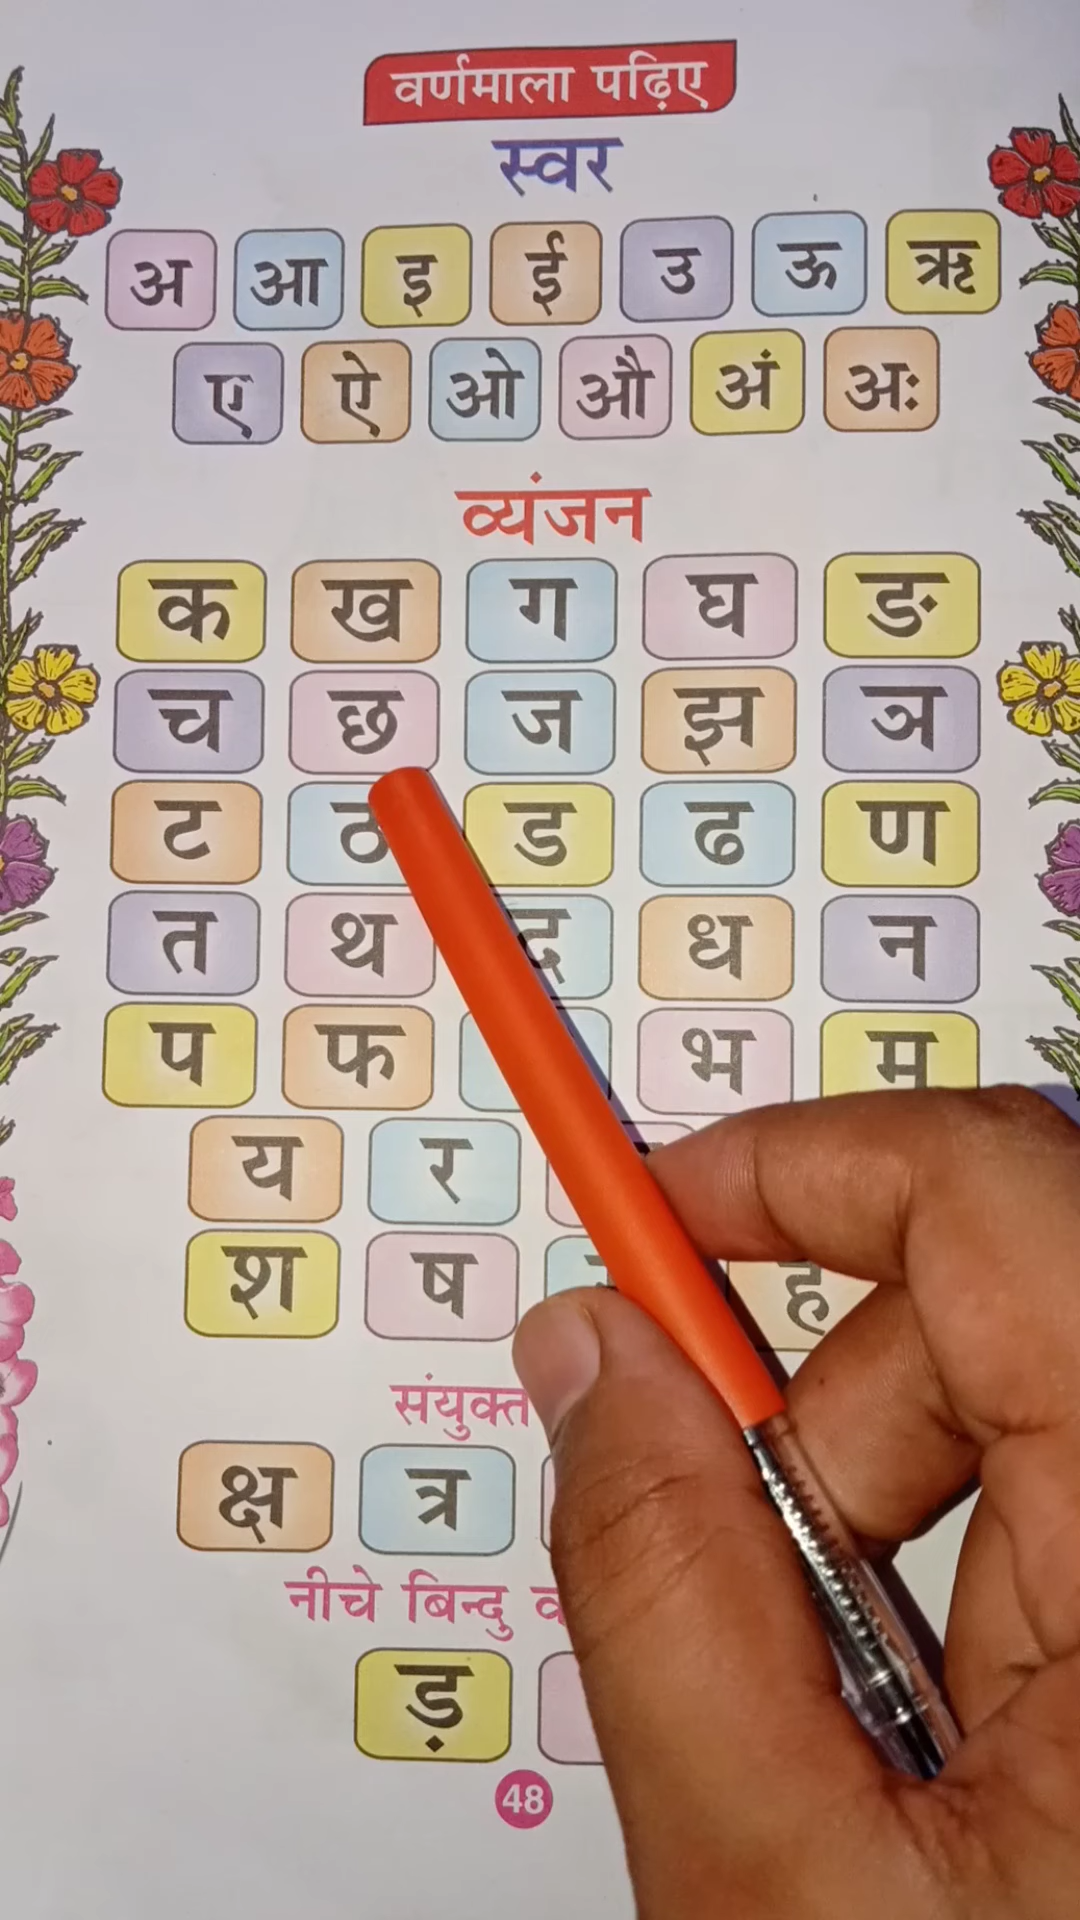 वर्णमाला पढ़िए
स्वर
अ आ इ ई उ ऊ ऋ
ए ऐ ओ औ अं अः
व्यंजन
क ख ग घ ङ
च छ ज झ ञ
ट ठ ड ढ ण
त थ द ध न
प फ भ म
य र
श ष ह
संयुक्त
क्ष त्र
नीचे बिन्दु
ड़
48